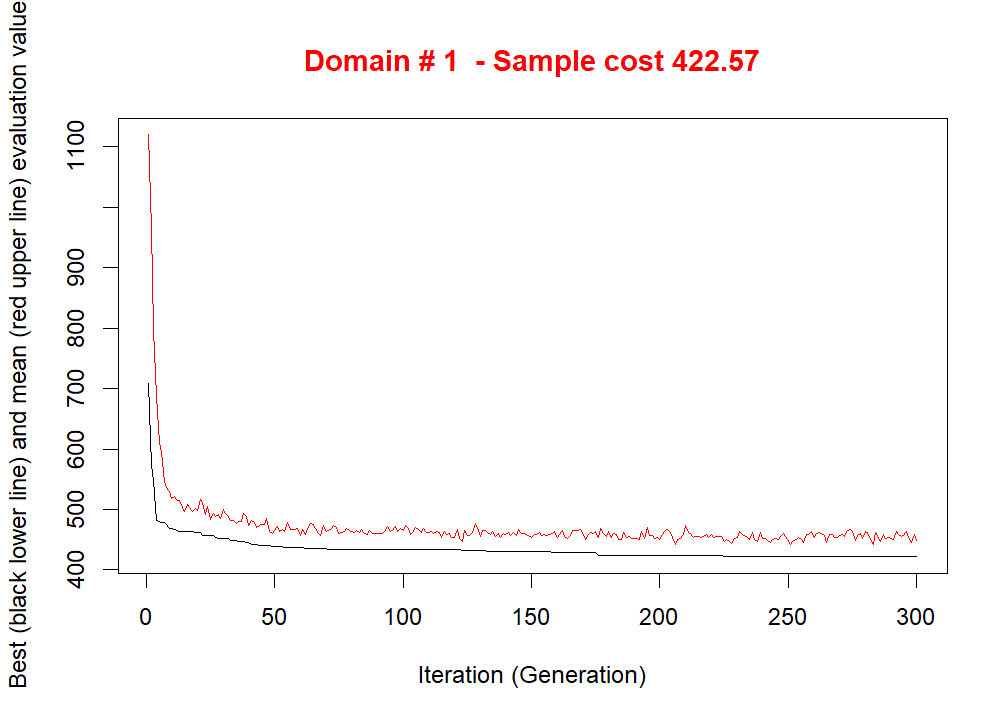 Domain # 1 - Sample cost 422.57
Best (black lower line) and mean (red upper line) evaluation value
1100
900
800
700
600
500
400
0 50 100 150 200 250 300
Iteration (Generation)